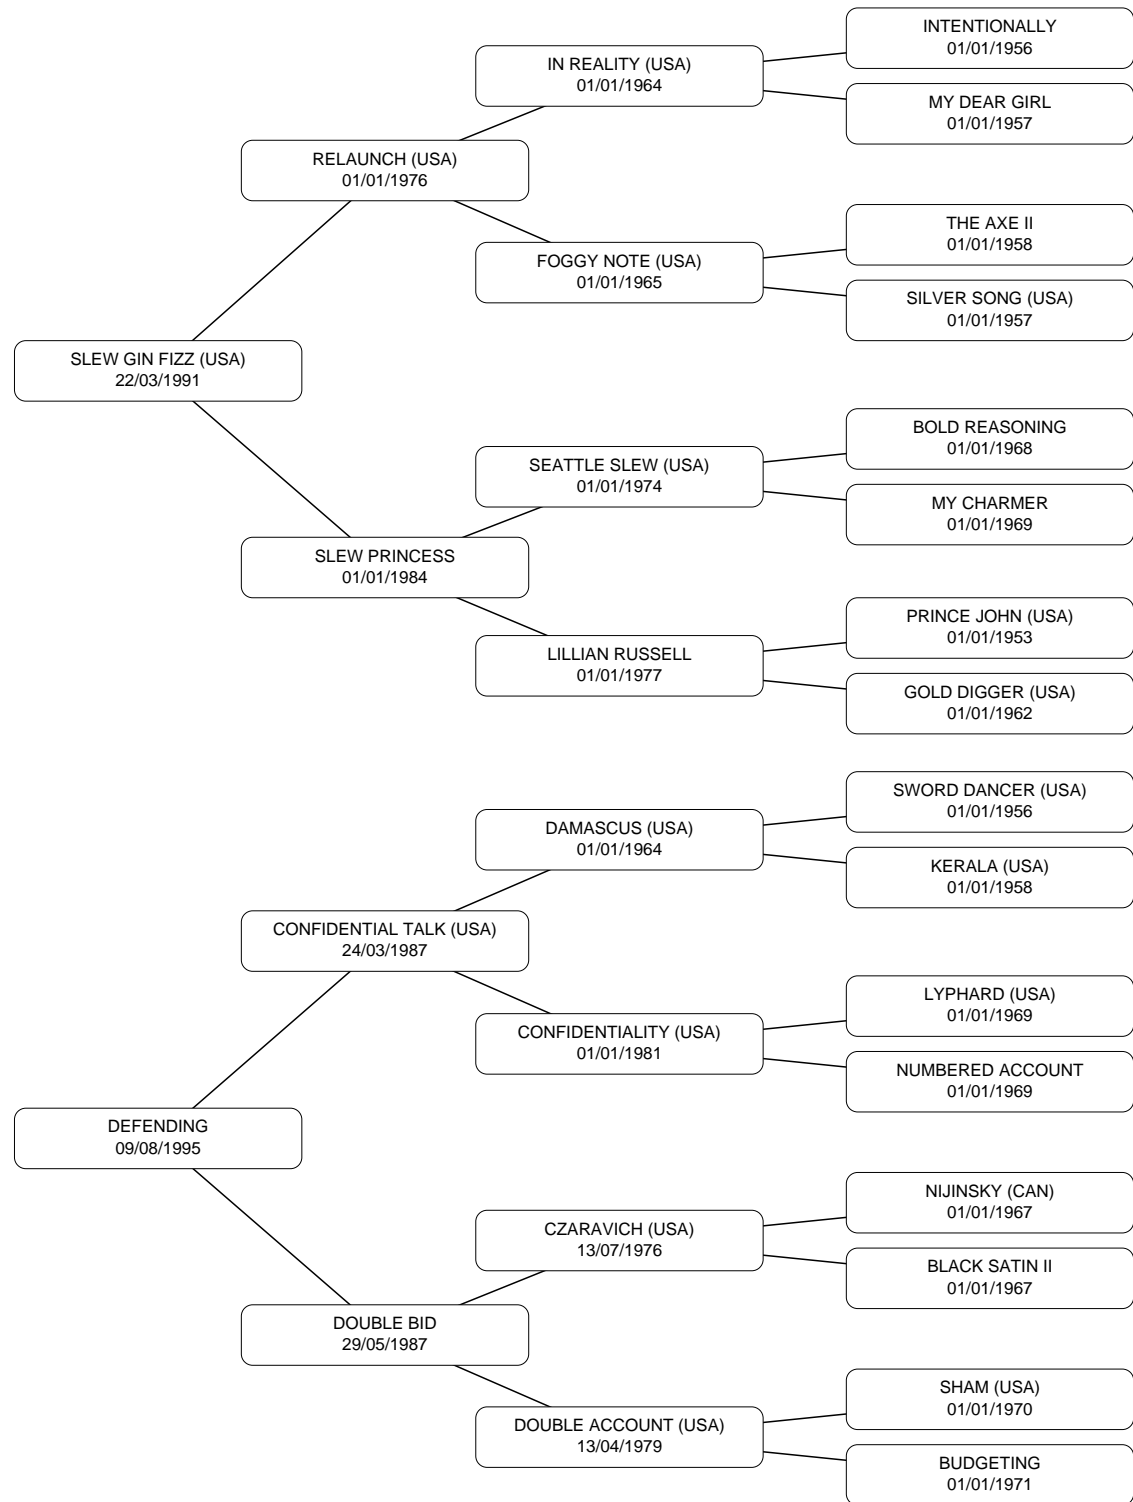 INTENTIONALLY
01/01/1956
IN REALITY (USA)
01/01/1964
MY DEAR GIRL
01/01/1957
RELAUNCH (USA)
01/01/1976
THE AXE II
01/01/1958
FOGGY NOTE (USA)
01/01/1965
SILVER SONG (USA)
01/01/1957
SLEW GIN FIZZ (USA)
22/03/1991
BOLD REASONING
01/01/1968
SEATTLE SLEW (USA)
01/01/1974
MY CHARMER
01/01/1969
SLEW PRINCESS
01/01/1984
PRINCE JOHN (USA)
01/01/1953
LILLIAN RUSSELL
01/01/1977
GOLD DIGGER (USA)
01/01/1962
SWORD DANCER (USA)
01/01/1956
DAMASCUS (USA)
01/01/1964
KERALA (USA)
01/01/1958
CONFIDENTIAL TALK (USA)
24/03/1987
LYPHARD (USA)
01/01/1969
CONFIDENTIALITY (USA)
01/01/1981
NUMBERED ACCOUNT
01/01/1969
DEFENDING
09/08/1995
NIJINSKY (CAN)
01/01/1967
CZARAVICH (USA)
13/07/1976
BLACK SATIN II
01/01/1967
DOUBLE BID
29/05/1987
SHAM (USA)
01/01/1970
DOUBLE ACCOUNT (USA)
13/04/1979
BUDGETING
01/01/1971